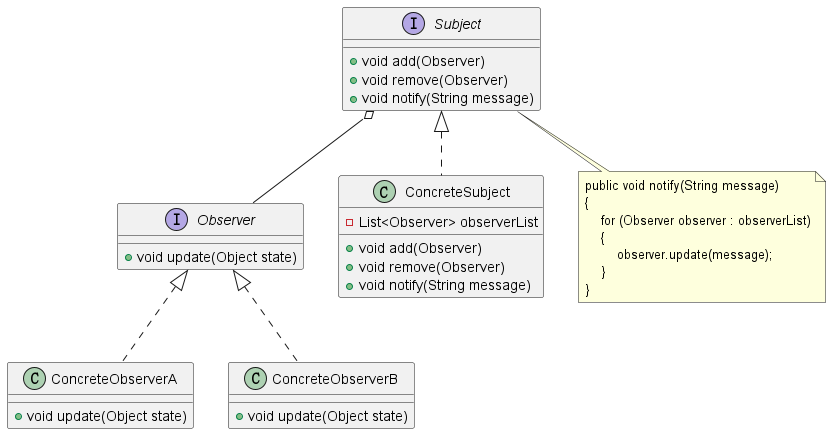 I Subject
void add(Observer)
void remove(Observer)
void notify(String message)
I Observer
void update(Object state)
C ConcreteSubject
List<Observer> observerList
void add(Observer)
void remove(Observer)
void notify(String message)
public void notify(String message)
{
for (Observer observer : observerList)
{
observer.update(message);
}
}
C ConcreteObserverA
void update(Object state)
C ConcreteObserverB
void update(Object state)